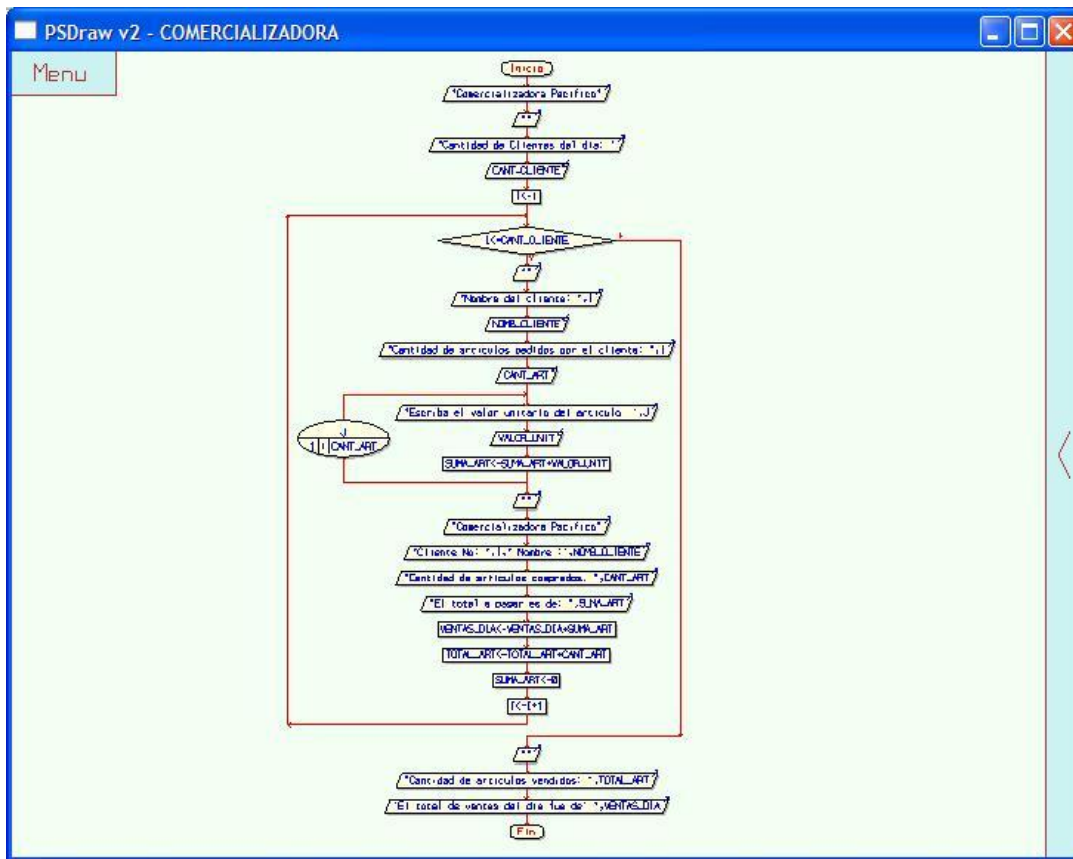 PSDraw v2 - COMERCIALIZADORA
Menu
Inicio
"Comercializadora Pacifico"
" "
"Cantidad de Clientes del dia: "
CANT_CLIENTE
I<-1
I<=CANT_CLIENTE
" "
"Nombre del cliente: ",I
NOMB_CLIENTE
"Cantidad de articulos pedidos por el cliente: ",I
CANT_ART
"Escriba el valor unitario del articulo ",J
J
1 1 CANT_ART
VALOR_UNIT
SUMA_ART<-SUMA_ART+VALOR_UNIT
" "
"Comercializadora Pacifico"
"Cliente No: ",I," Nombre :",NOMB_CLIENTE
"Cantidad de articulos comprados. ",CANT_ART
"El total a pagar es de: ",SUMA_ART
VENTAS_DIA<-VENTAS_DIA+SUMA_ART
TOTAL_ART<-TOTAL_ART+CANT_ART
SUMA_ART<-0
I<-I+1
" "
"Cantidad de articulos vendidos: ",TOTAL_ART
"El total de ventas del dia fue de: ",VENTAS_DIA
Fin